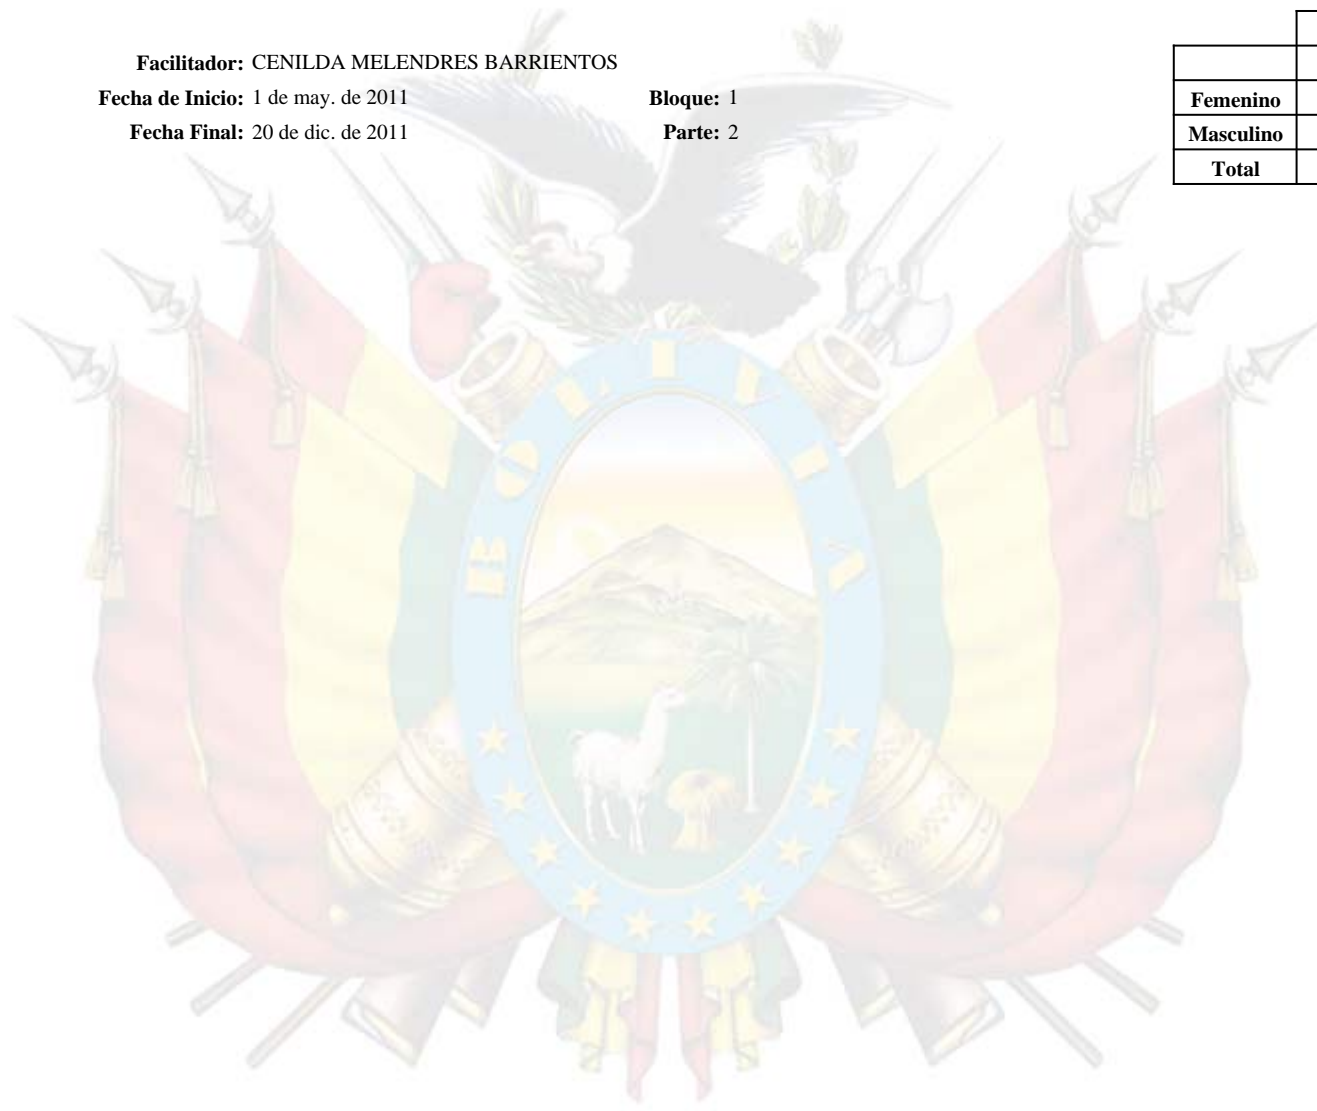 Facilitador: CENILDA MELENDRES BARRIENTOS
Fecha de Inicio: 1 de may. de 2011 Bloque: 1
Fecha Final: 20 de dic. de 2011 Parte: 2
Femenino
Masculino
Total
BOLIVIA